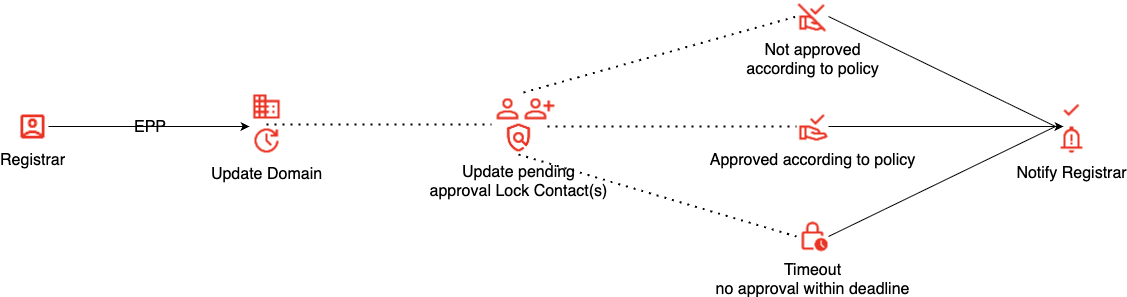 Not approved
according to policy
EPP
Registrar
Update Domain
Update pending
approval Lock Contact(s)
Approved according to policy
Notify Registrar
Timeout
no approval within deadline